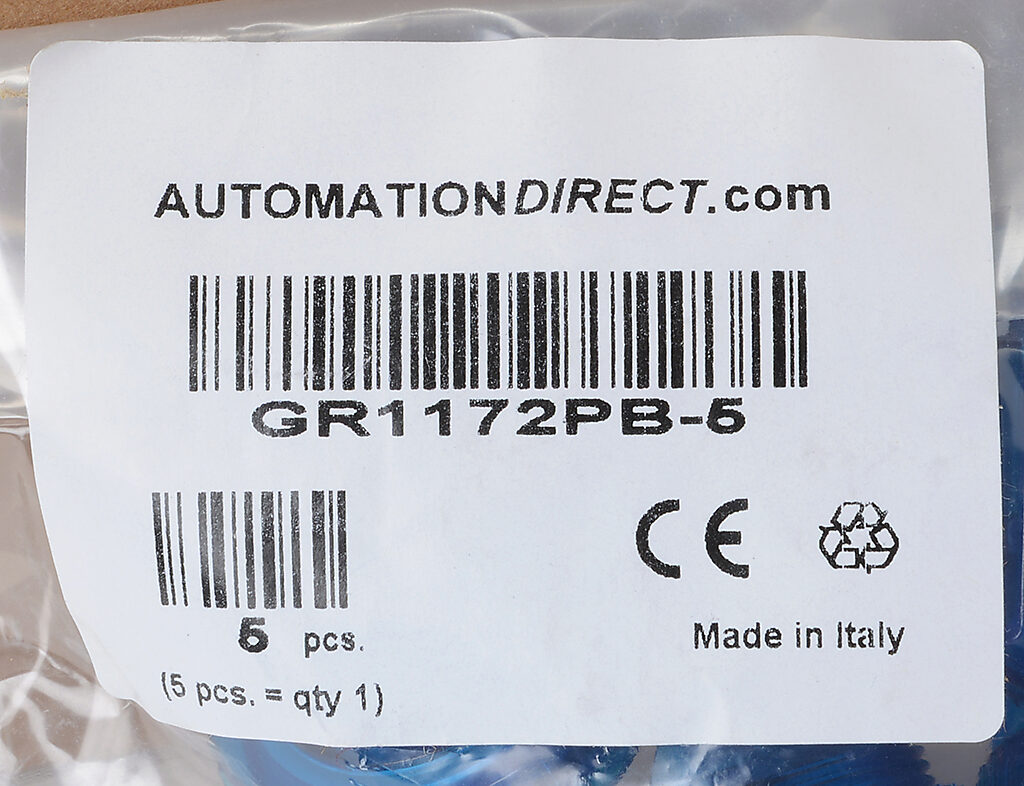 AUTOMATIONDIRECT.com
GR1172PB-5
CE
5 pcs.
(5 pcs. = qty 1)
Made in Italy